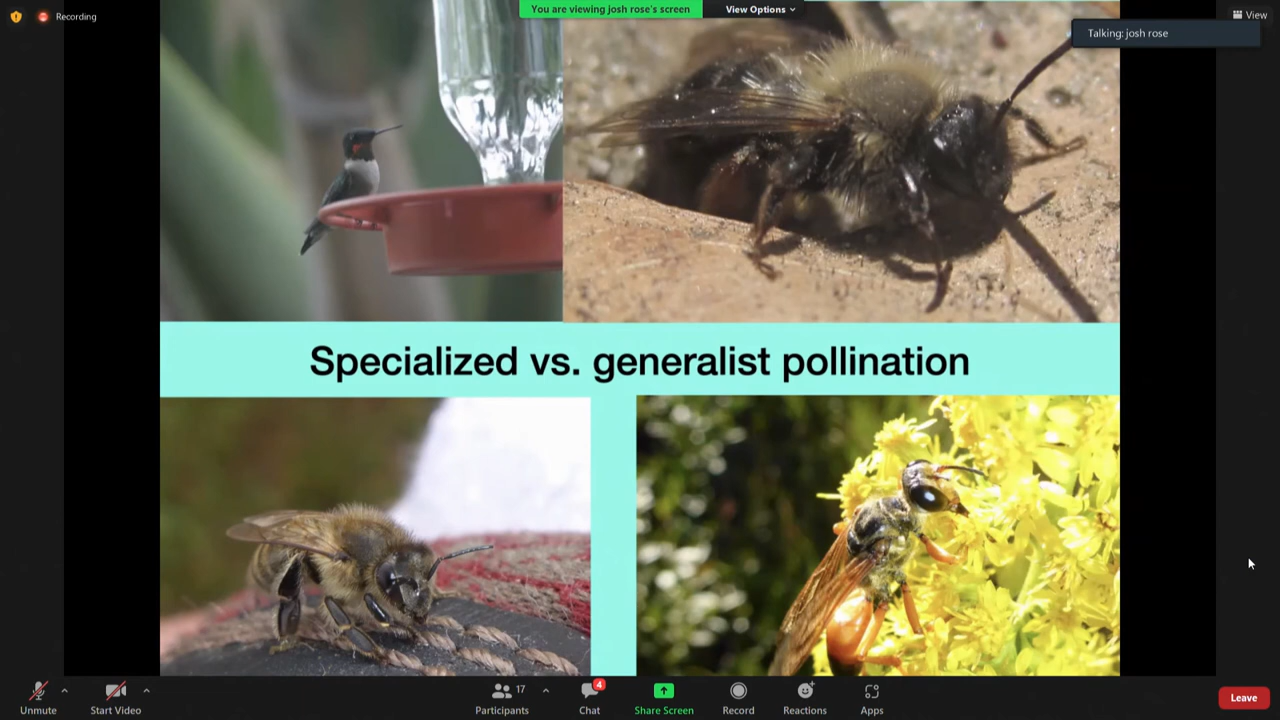 Recording
You are viewing josh rose's screen
View Options
View
Talking: josh rose
Specialized vs. generalist pollination
Unmute
Start Video
17
Participants
4
Chat
Share Screen
Record
Reactions
Apps
Leave